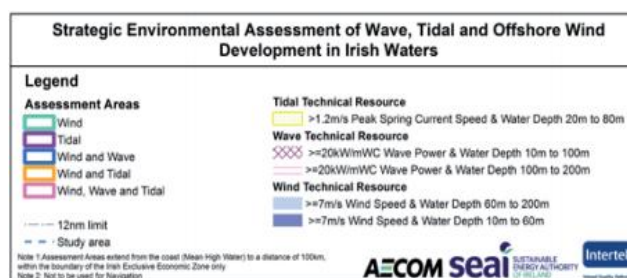 Strategic Environmental Assessment of Wave, Tidal and Offshore Wind
Development in Irish Waters
Legend
Assessment Areas
Wind
Tidal
Wind and Wave
Wind and Tidal
Wind, Wave and Tidal
12nm limit
Study area
Note 1:Assessment Areas extend from the coast (Mean High Water) to a distance of 100km,
within the boundary of the Irish Exclusive Economic Zone only
Note 2: Not to be used for Navigation
Tidal Technical Resource
>1.2m/s Peak Spring Current Speed & Water Depth 20m to 80m
Wave Technical Resource
>=20kW/mWC Wave Power & Water Depth 10m to 100m
>=20kW/mWC Wave Power & Water Depth 100m to 200m
Wind Technical Resource
>=7m/s Wind Speed & Water Depth 60m to 200m
>=7m/s Wind Speed & Water Depth 10m to 60m
AECOM
seai
SUSTAINABLE
ENERGY AUTHORITY
OF IRELAND
Intertek